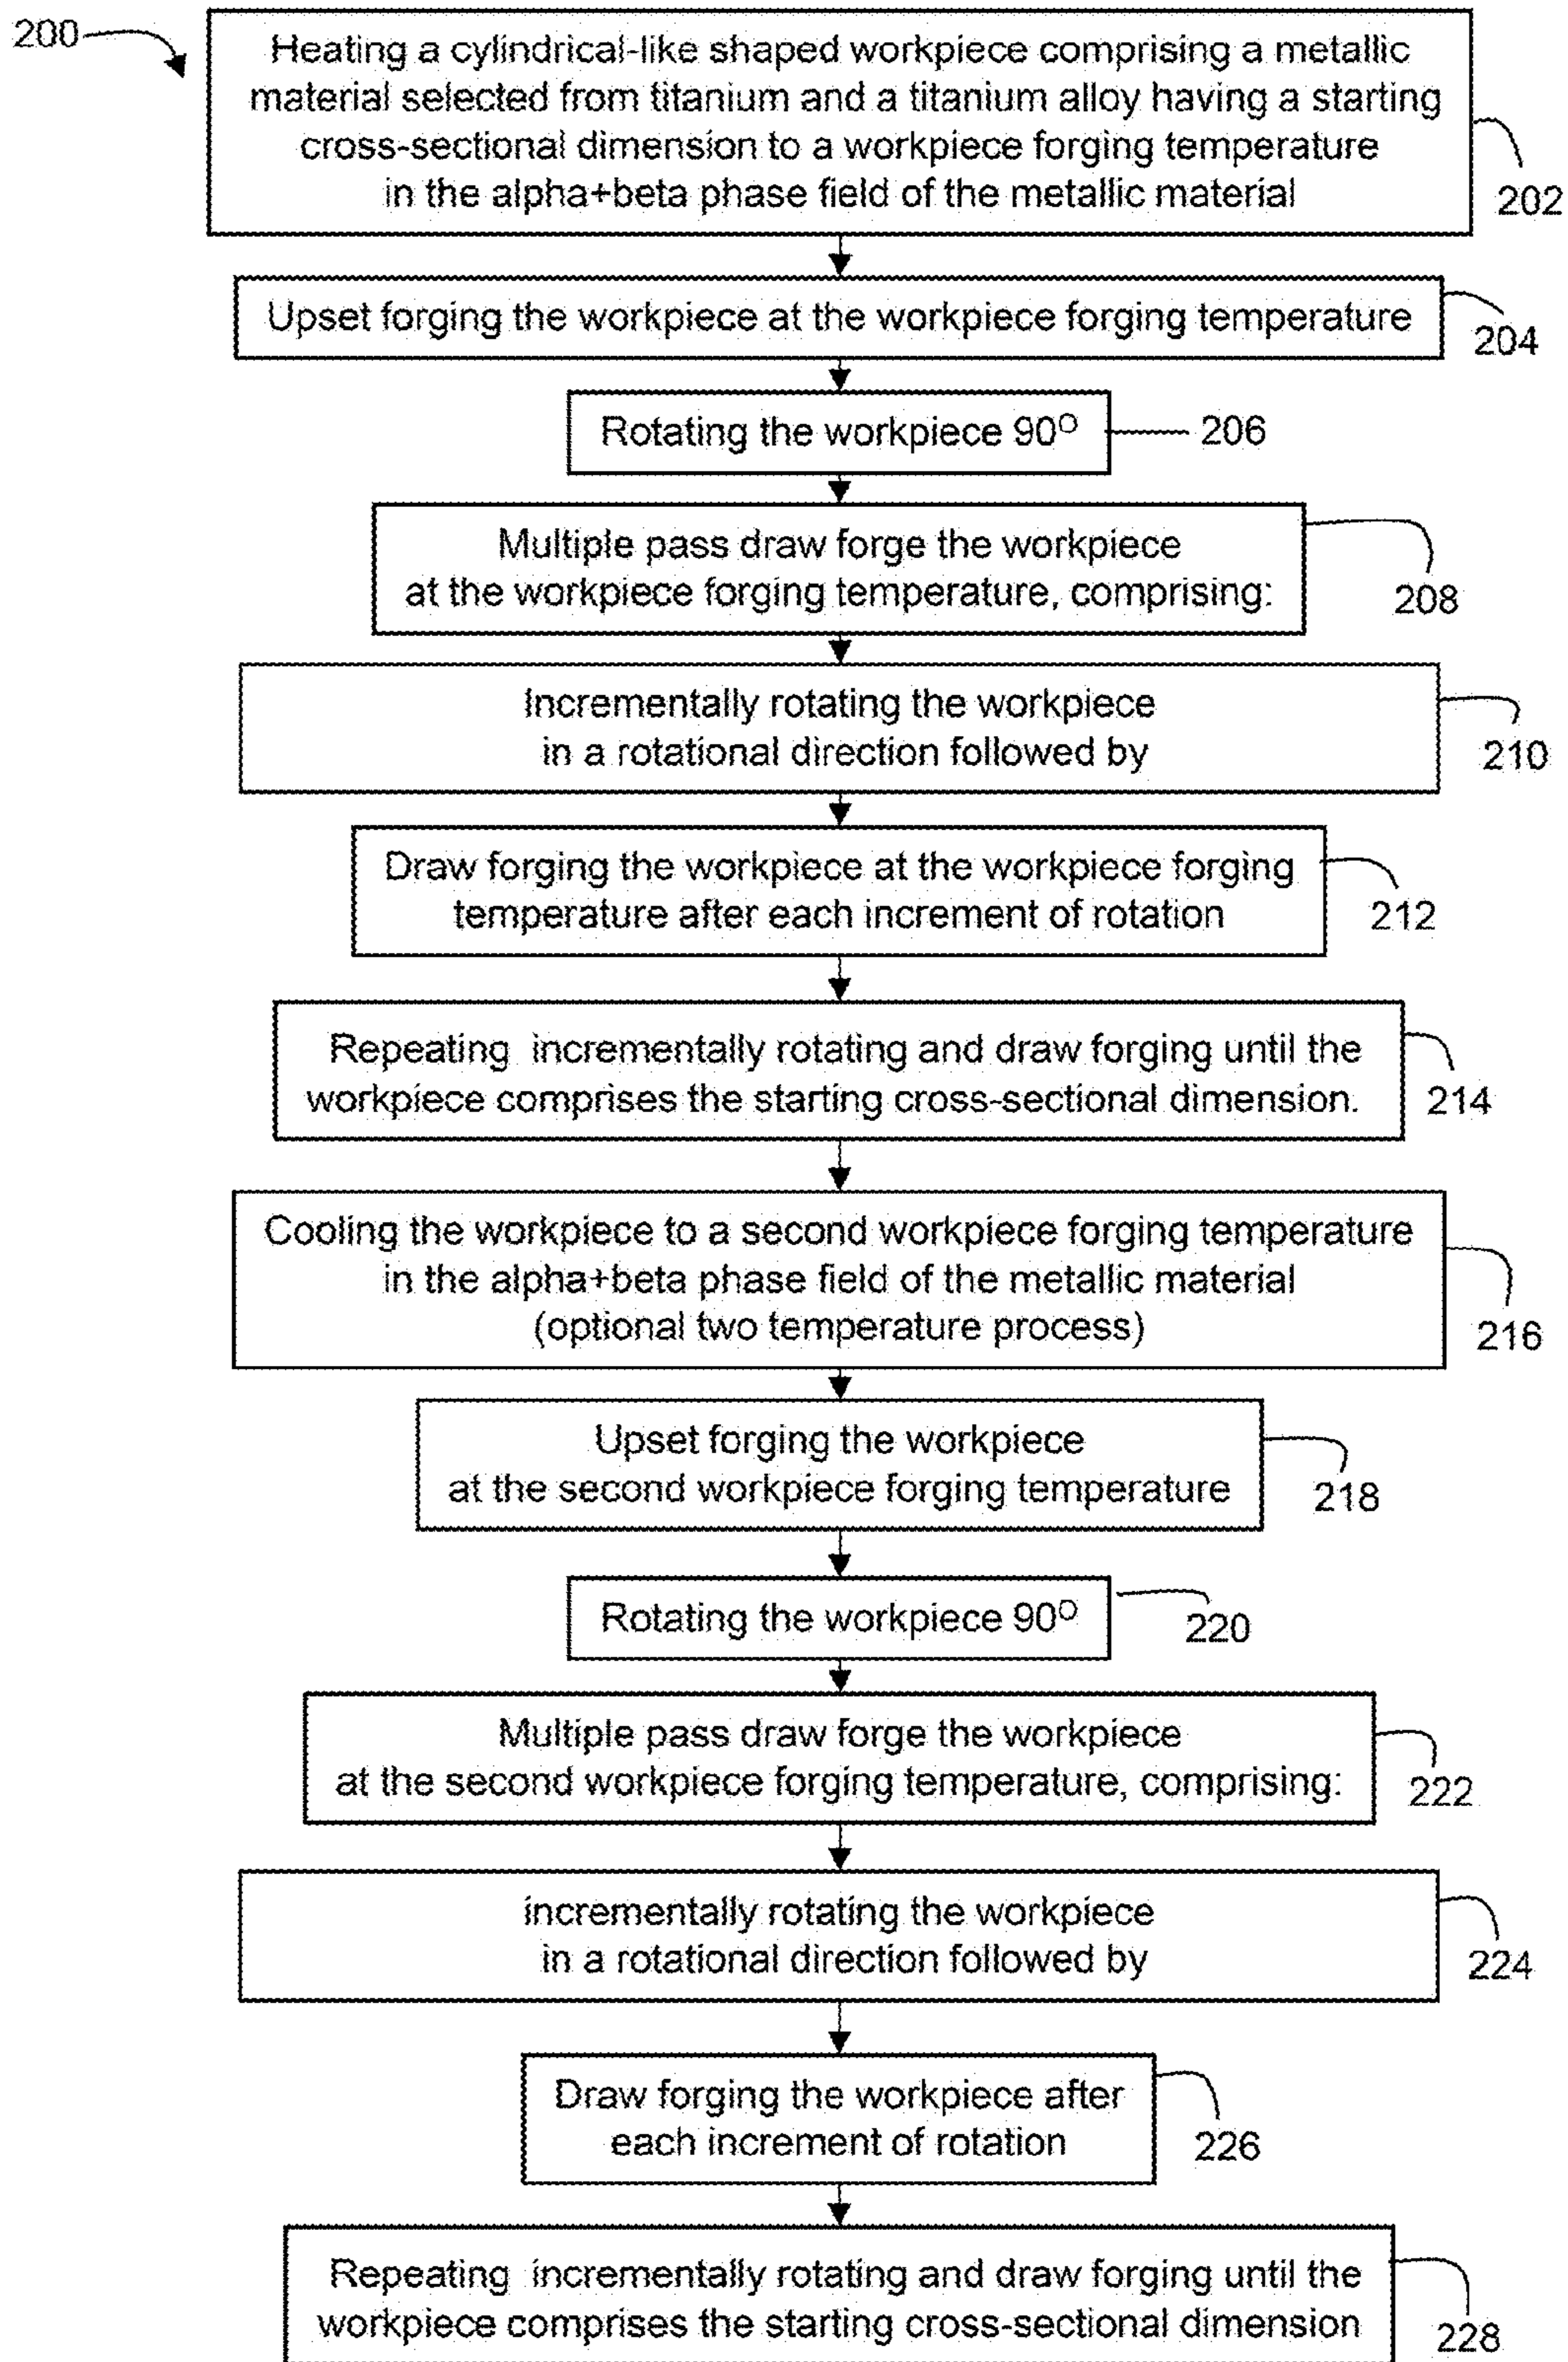 200
Heating a cylindrical-like shaped workpiece comprising a metallic
material selected from titanium and a titanium alloy having a starting
cross-sectional dimension to a workpiece forging temperature
in the alpha+beta phase field of the metallic material
202
Upset forging the workpiece at the workpiece forging temperature
204
Rotating the workpiece 90°
206
Multiple pass draw forge the workpiece
at the workpiece forging temperature, comprising:
208
Incrementally rotating the workpiece
in a rotational direction followed by
210
Draw forging the workpiece at the workpiece forging
temperature after each increment of rotation
212
Repeating incrementally rotating and draw forging until the
workpiece comprises the starting cross-sectional dimension.
214
Cooling the workpiece to a second workpiece forging temperature
in the alpha+beta phase field of the metallic material
(optional two temperature process)
216
Upset forging the workpiece
at the second workpiece forging temperature
218
Rotating the workpiece 90°
220
Multiple pass draw forge the workpiece
at the second workpiece forging temperature, comprising:
222
incrementally rotating the workpiece
in a rotational direction followed by
224
Draw forging the workpiece after
each increment of rotation
226
Repeating incrementally rotating and draw forging until the
workpiece comprises the starting cross-sectional dimension
228